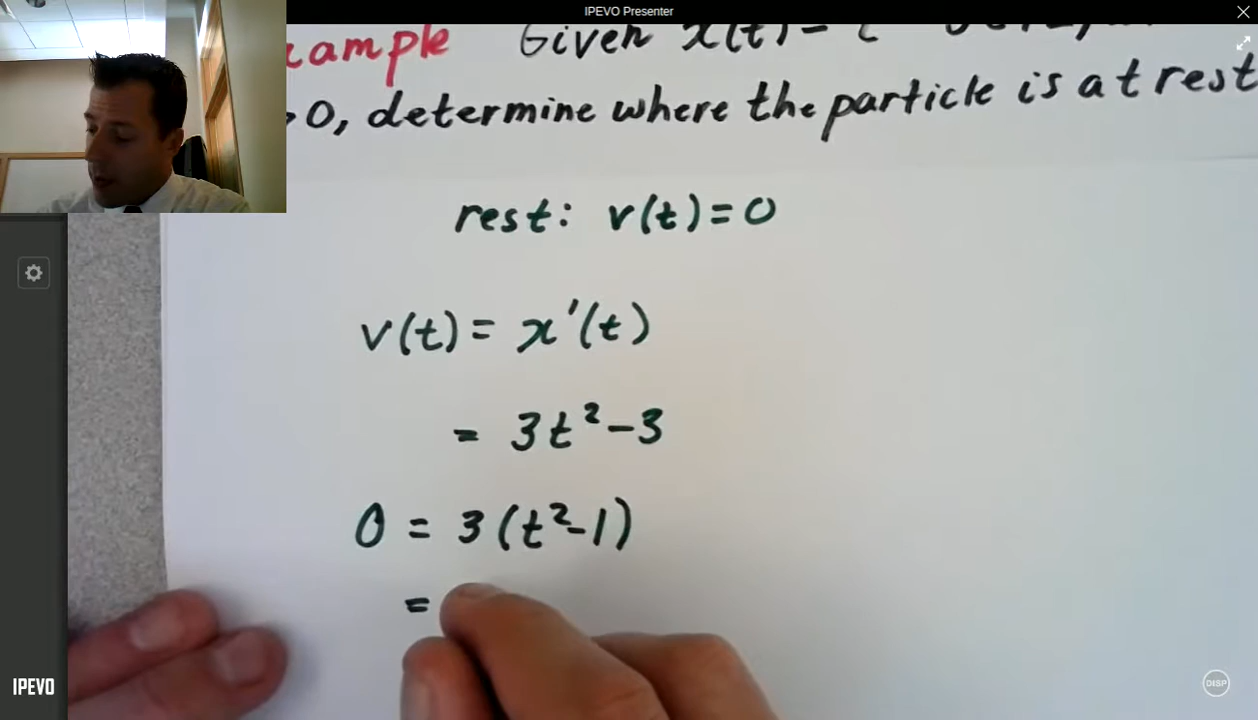 IPEVO Presenter
Given x(t) =
0, determine where the particle is at rest
rest: v(t) = 0
v(t) = x'(t)
= 3t² - 3
0 = 3(t² - 1)
=
IPEVO
DISP